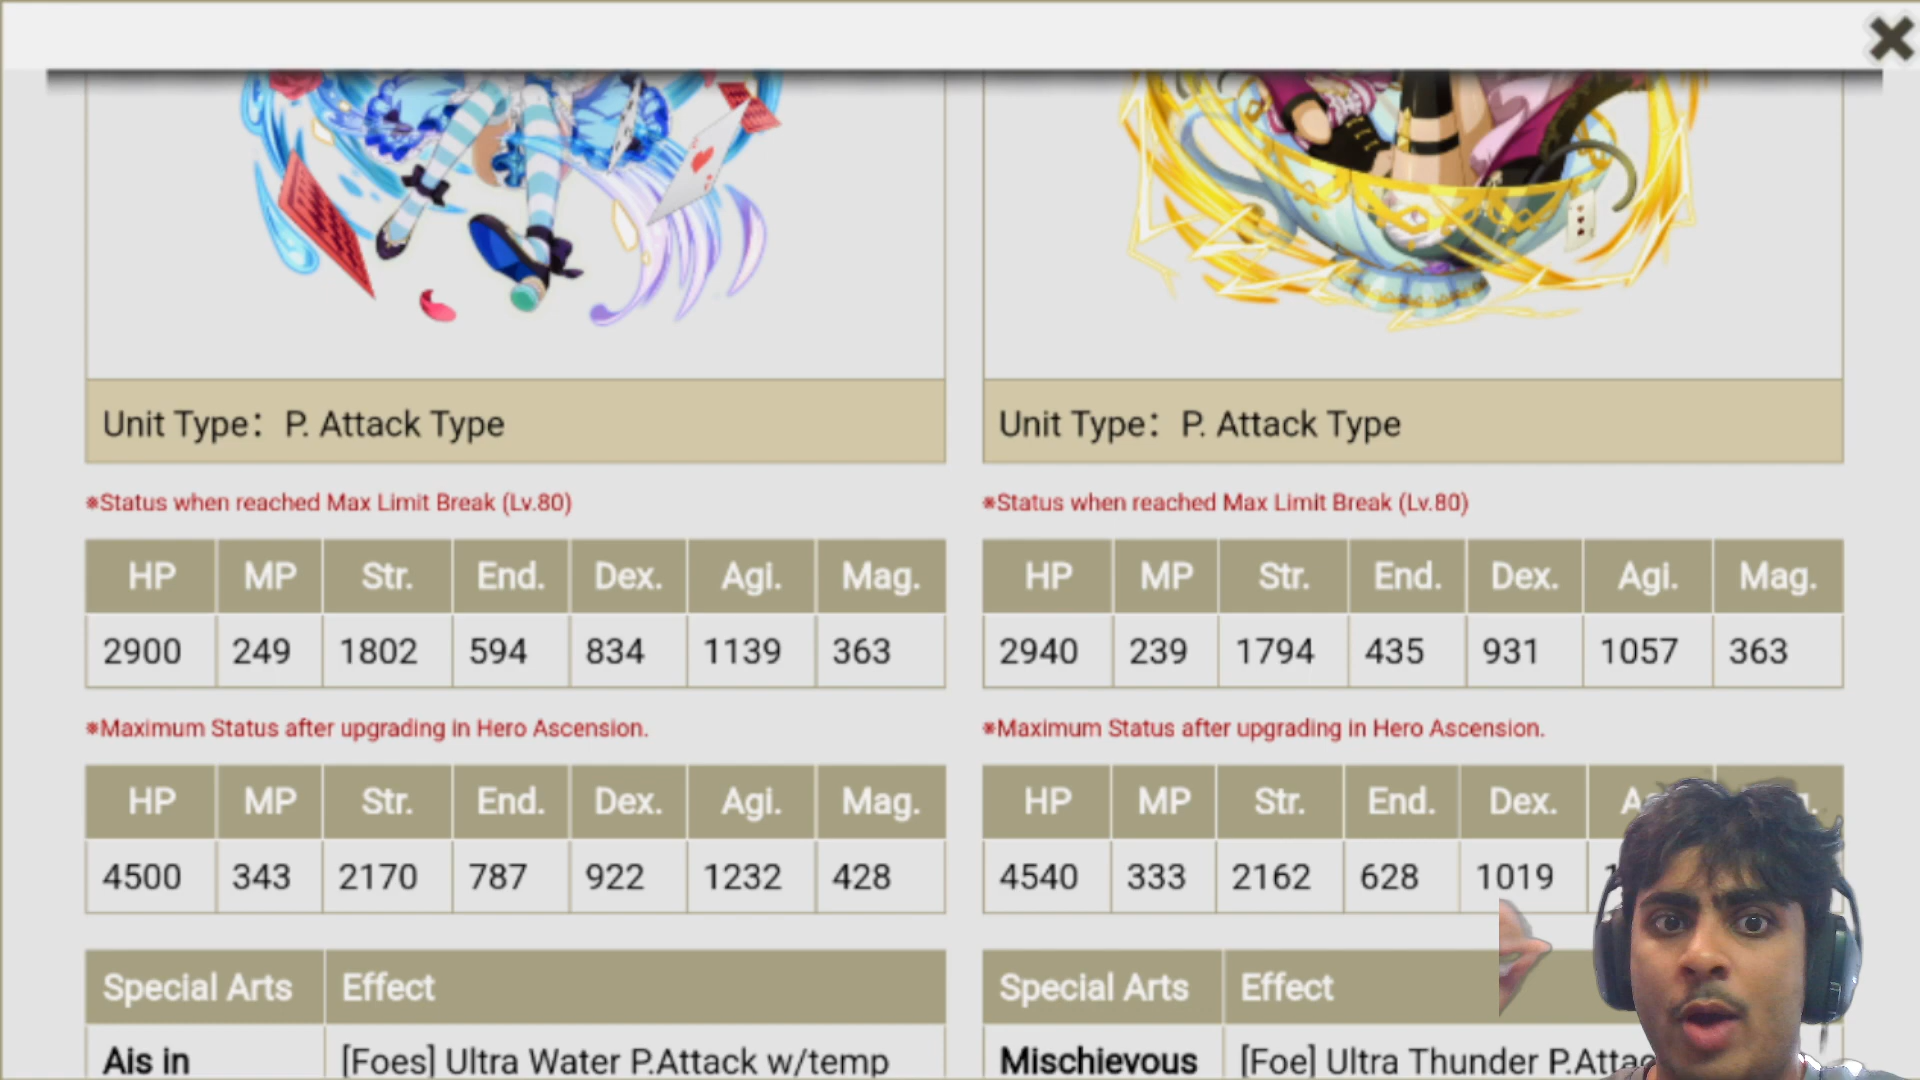 Unit Type： P. Attack Type
※Status when reached Max Limit Break (Lv.80)
HP MP Str. End. Dex. Agi. Mag.
2900 249 1802 594 834 1139 363
※Maximum Status after upgrading in Hero Ascension.
HP MP Str. End. Dex. Agi. Mag.
4500 343 2170 787 922 1232 428
Special Arts Effect
Ais in [Foes] Ultra Water P.Attack w/temp
Unit Type： P. Attack Type
※Status when reached Max Limit Break (Lv.80)
HP MP Str. End. Dex. Agi. Mag.
2940 239 1794 435 931 1057 363
※Maximum Status after upgrading in Hero Ascension.
HP MP Str. End. Dex.
4540 333 2162 628 1019
Special Arts Effect
Mischievous [Foe] Ultra Thunder